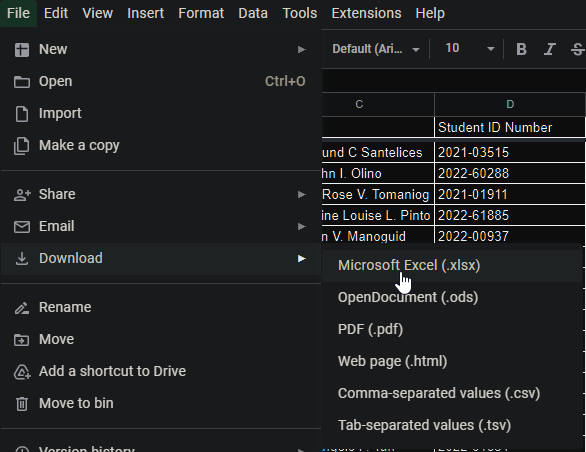 File Edit View Insert Format Data Tools Extensions Help
New
Default (Ari... 10 B I S
Open Ctrl+O
Import
C D
Student ID Number
Make a copy
und C Santelices 2021-03515
hn I. Olino 2022-60288
Share
Rose V. Tomaniog 2021-01911
ine Louise L. Pinto 2022-61885
Email
n V. Manoguid 2022-00937
Download
Microsoft Excel (.xlsx)
OpenDocument (.ods)
Rename
PDF (.pdf)
Move
Web page (.html)
Add a shortcut to Drive
Comma-separated values (.csv)
Move to bin
Tab-separated values (.tsv)
Version history